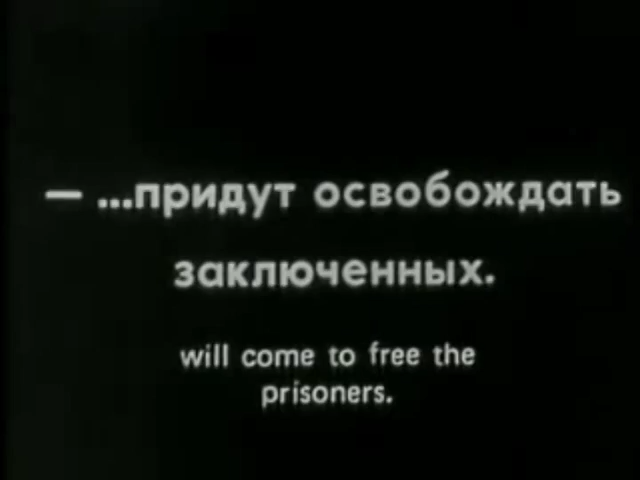 — ...придут освобождать
заключенных.
will come to free the
prisoners.